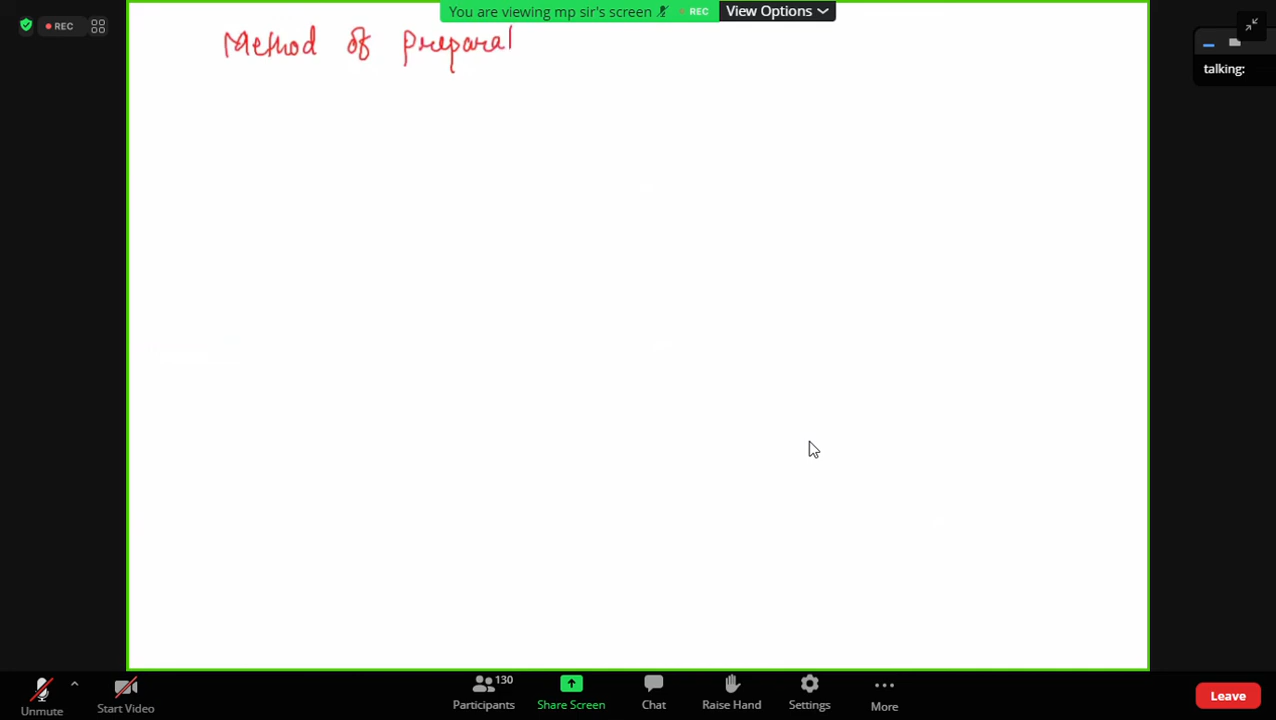 You are viewing mp sir's screen REC View Options
REC
Method of preparal
talking:
Unmute Start Video Participants 130 Share Screen Chat Raise Hand Settings More Leave